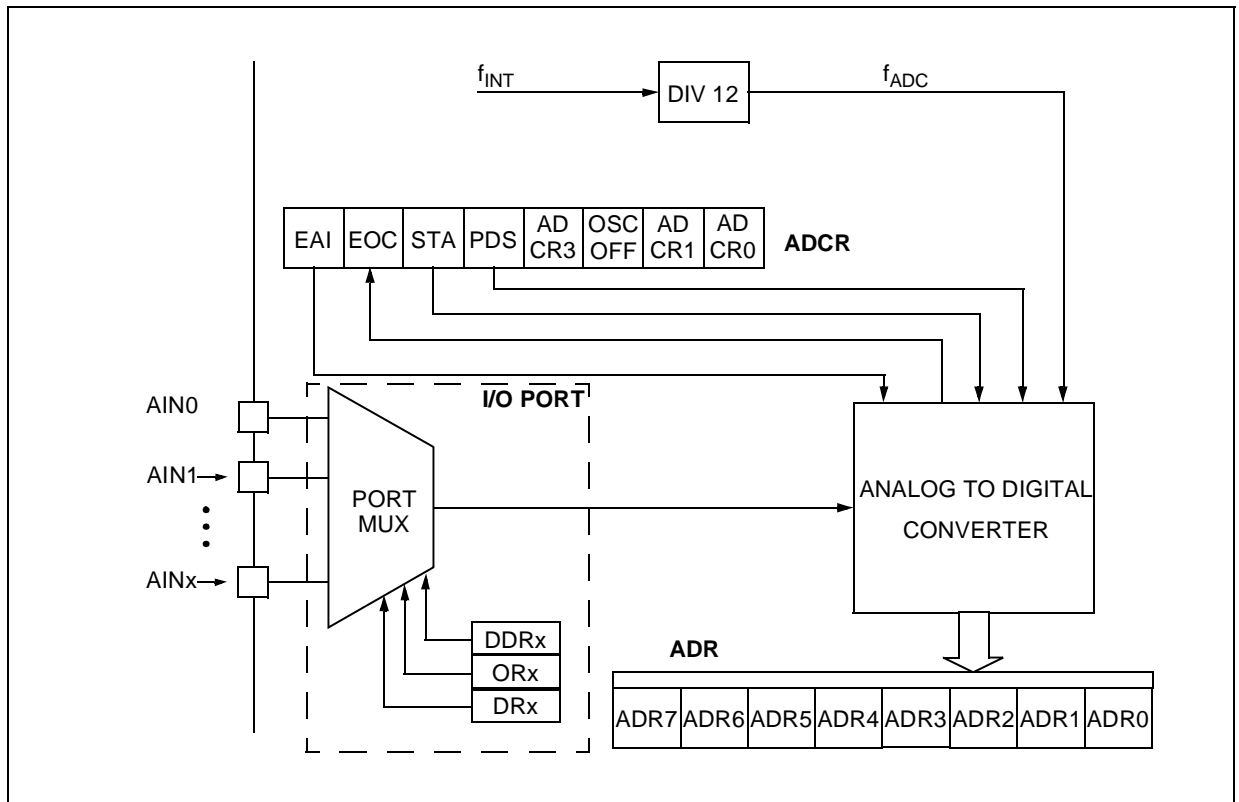 fINT
DIV 12
fADC
EAI
EOC
STA
PDS
AD
CR3
OSC
OFF
AD
CR1
AD
CR0
ADCR
I/O PORT
AIN0
AIN1
AINx
PORT
MUX
ANALOG TO DIGITAL
CONVERTER
DDRx
ORx
DRx
ADR
ADR7
ADR6
ADR5
ADR4
ADR3
ADR2
ADR1
ADR0